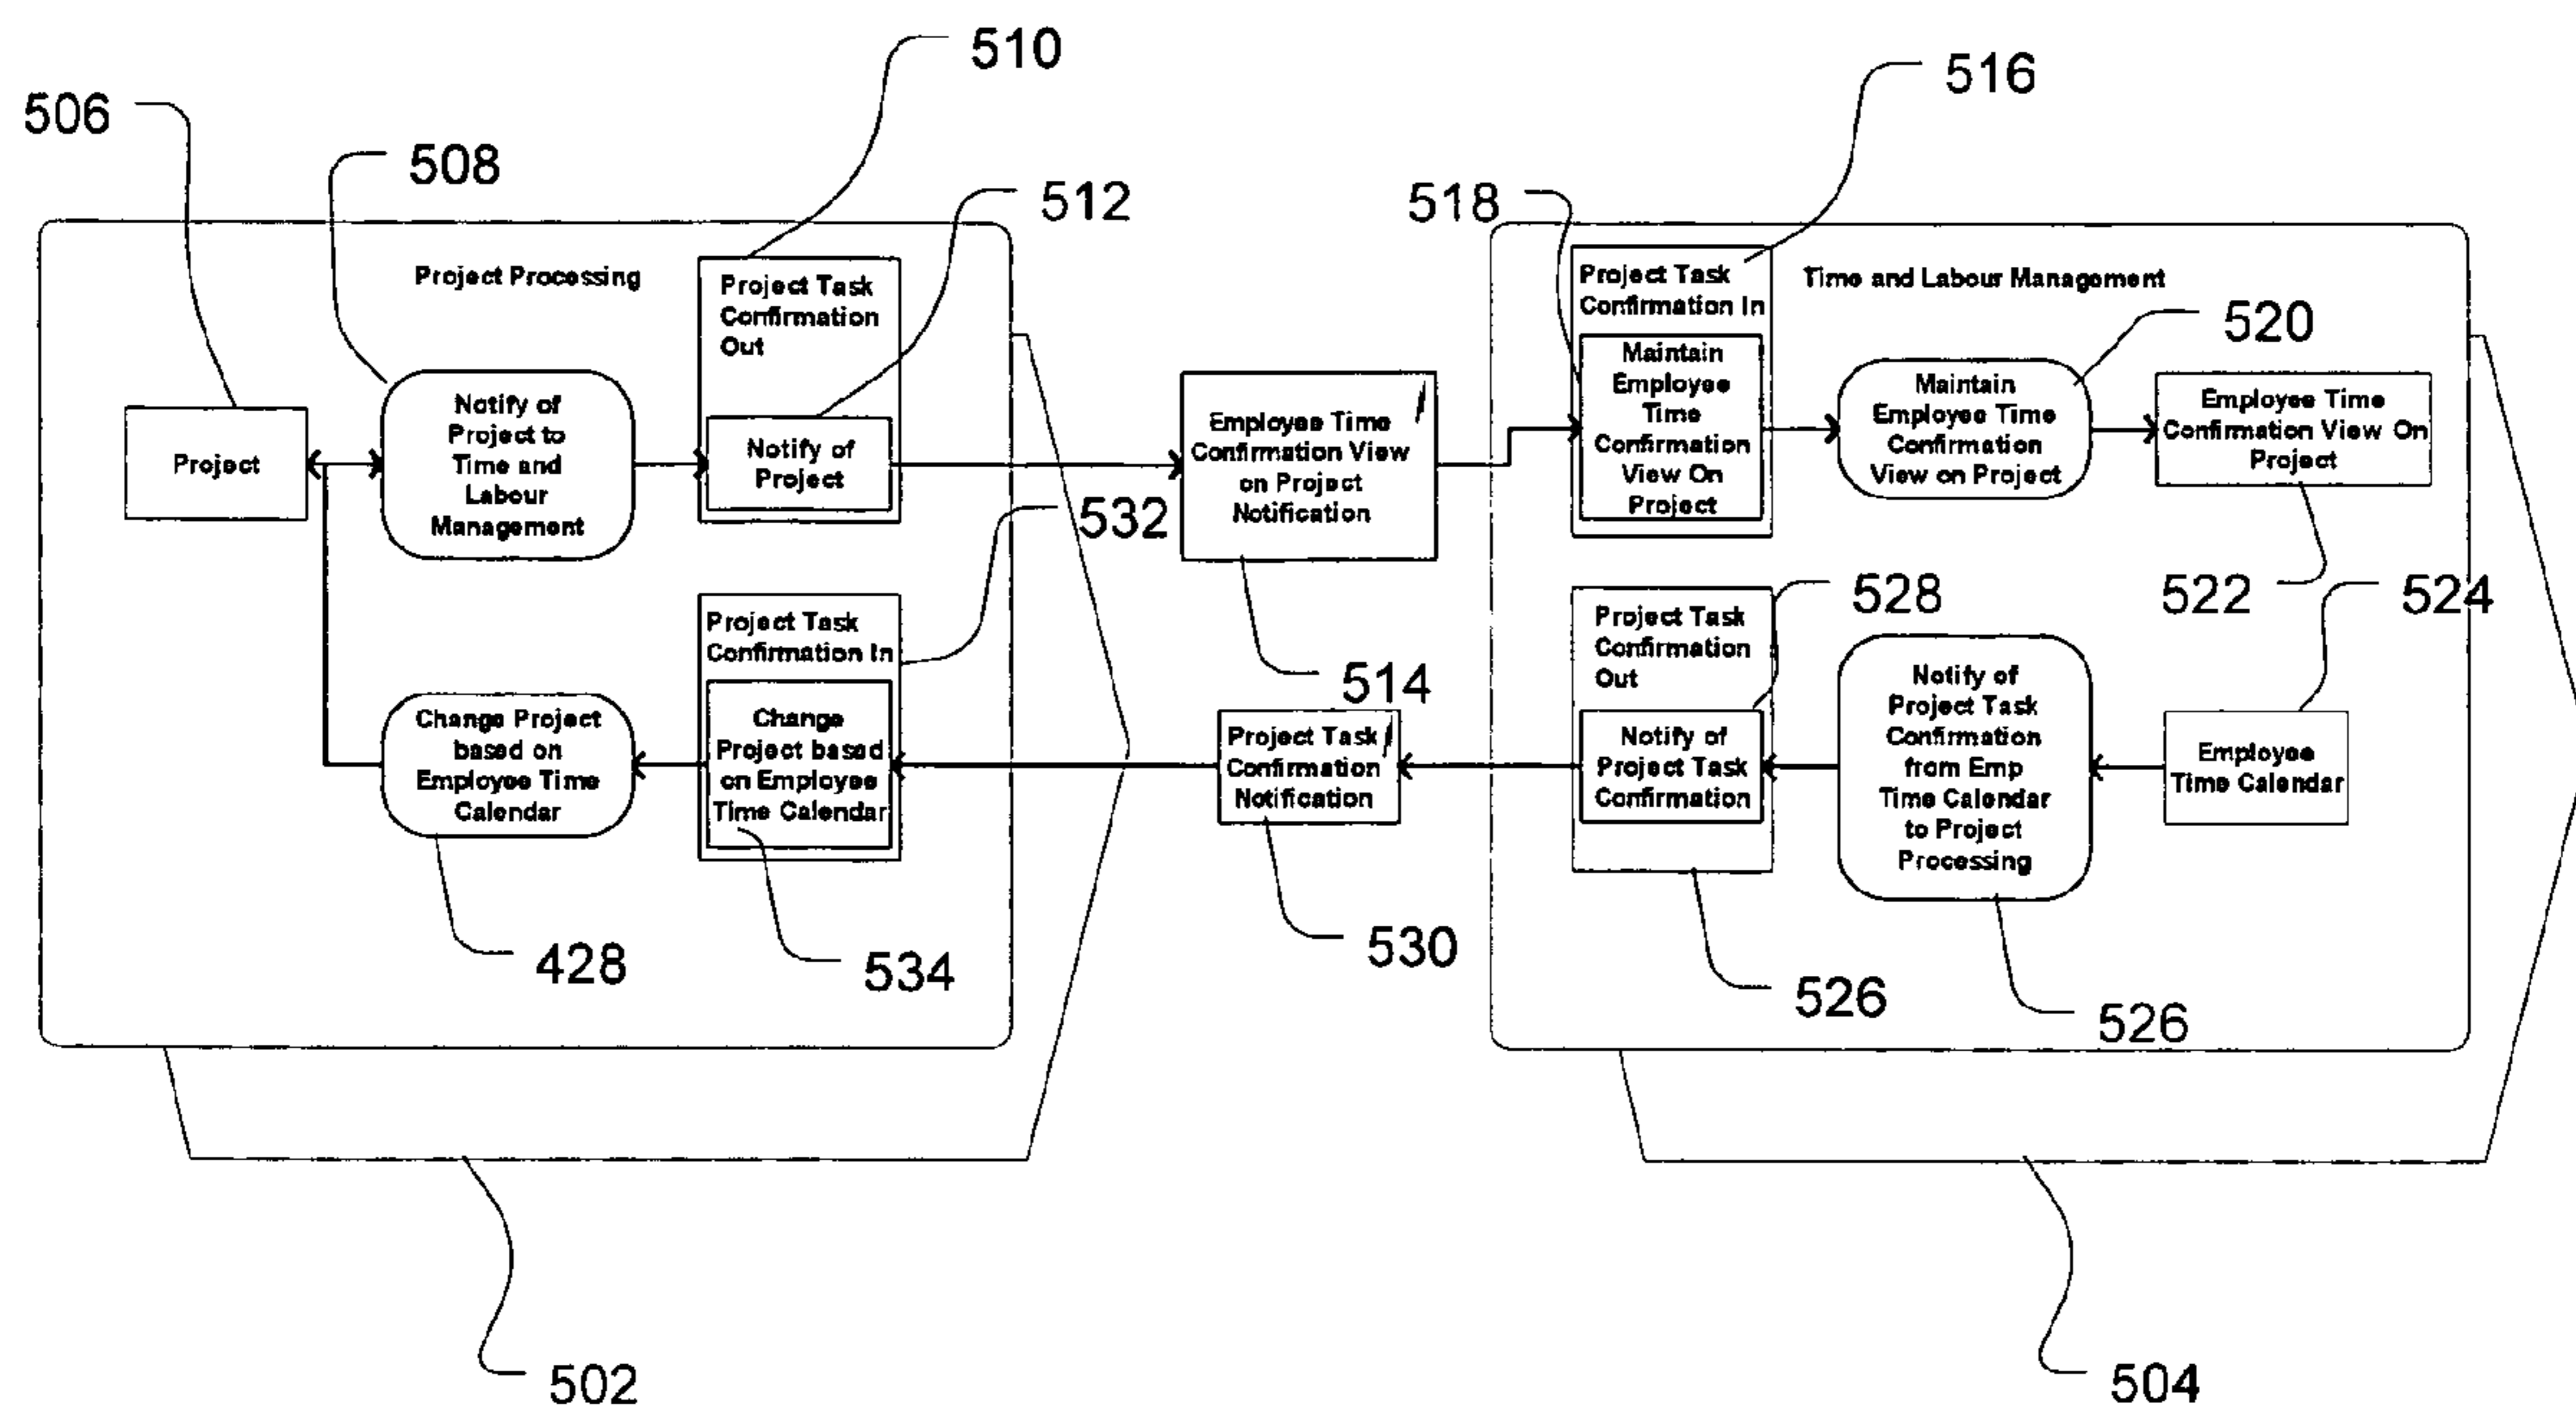 510
516
506
508
512
518
Project Processing
Project Task
Confirmation
Out
Project Task
Confirmation In
Time and Labour Management
520
Project
Notify of
Project to
Time and
Labour
Management
Notify of
Project
Employee Time
Confirmation View
on Project
Notification
Maintain
Employee
Time
Confirmation
View On
Project
Maintain
Employee Time
Confirmation
View on Project
Employee Time
Confirmation View On
Project
532
514
528
522
524
Project Task
Confirmation In
Project Task
Confirmation
Out
Change Project
based on
Employee Time
Calendar
Change
Project based
on Employee
Time Calendar
Project Task
Confirmation
Notification
Notify of
Project Task
Confirmation
Notify of
Project Task
Confirmation
from Emp
Time Calendar
to Project
Processing
Employee
Time Calendar
428
534
530
526
526
502
504